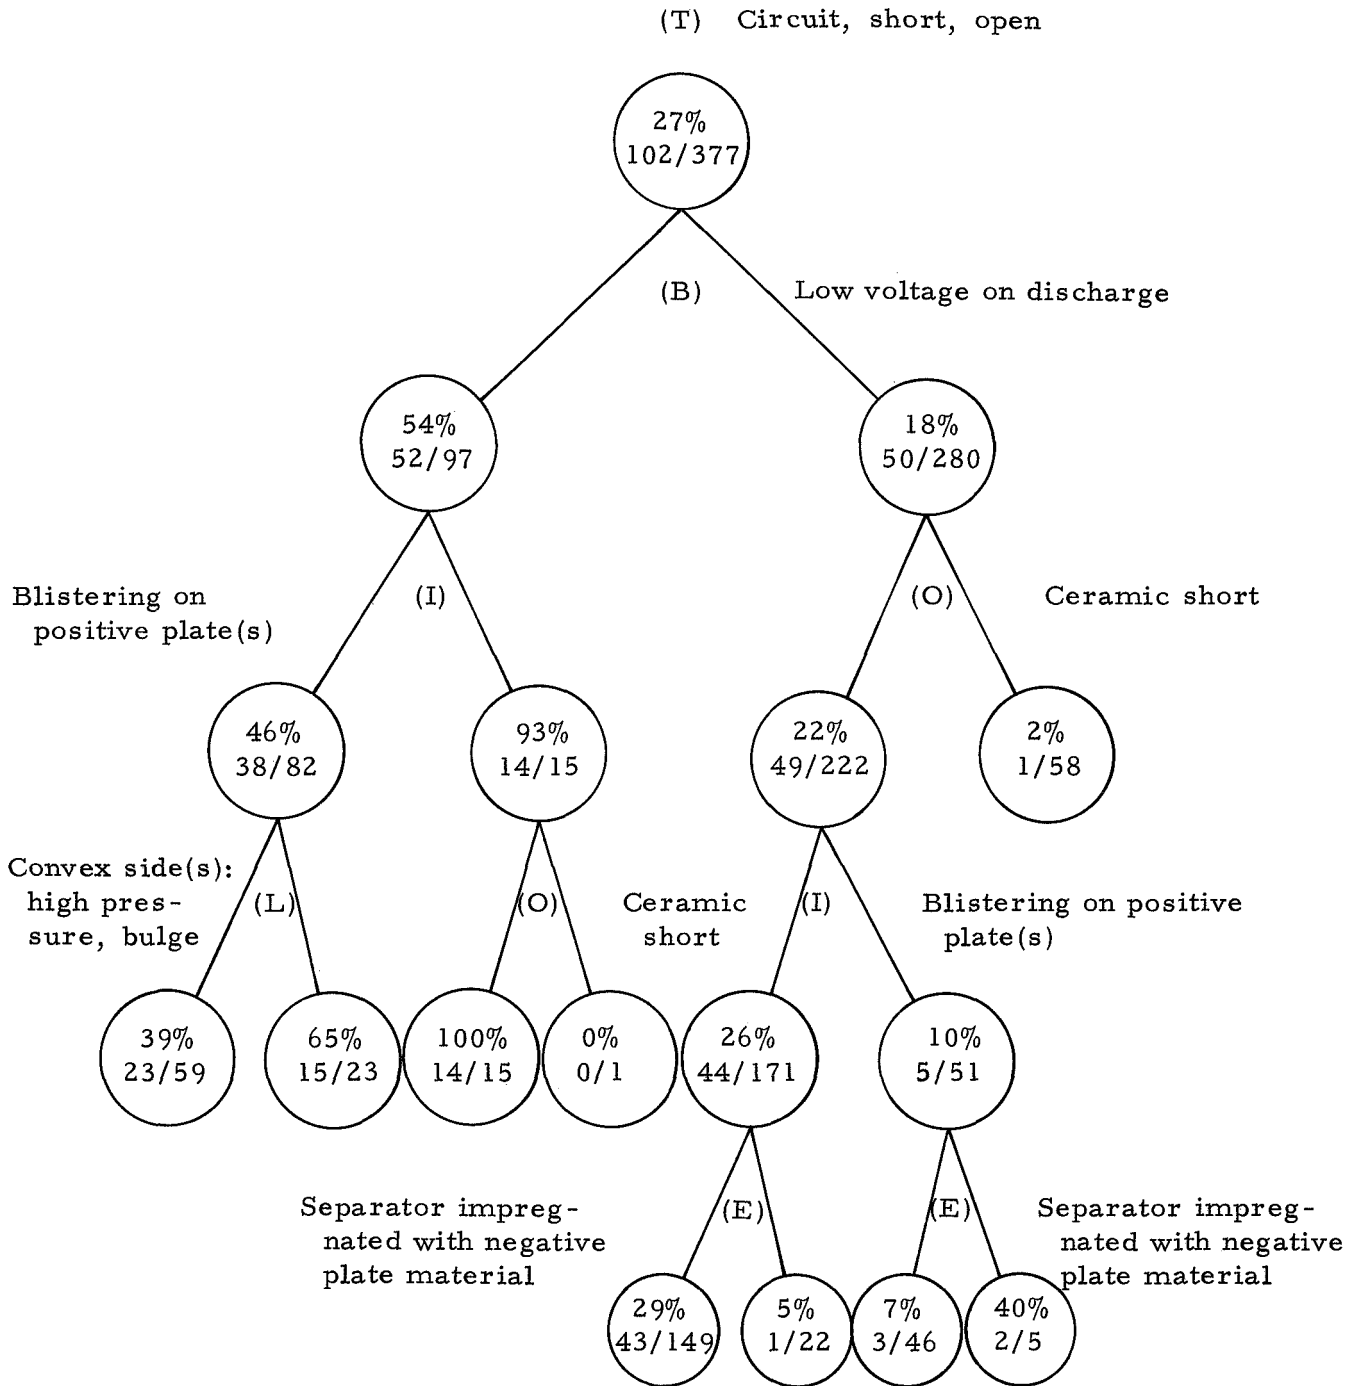 (T) Circuit, short, open
27%
102/377
(B) Low voltage on discharge
54%
52/97
18%
50/280
Blistering on
positive plate(s)
(I)
(O)
Ceramic short
46%
38/82
93%
14/15
22%
49/222
2%
1/58
Convex side(s):
high pres-
sure, bulge
(L)
(O)
Ceramic
short
(I)
Blistering on positive
plate(s)
39%
23/59
65%
15/23
100%
14/15
0%
0/1
26%
44/171
10%
5/51
Separator impreg-
nated with negative
plate material
(E)
(E)
Separator impreg-
nated with negative
plate material
29%
43/149
5%
1/22
7%
3/46
40%
2/5